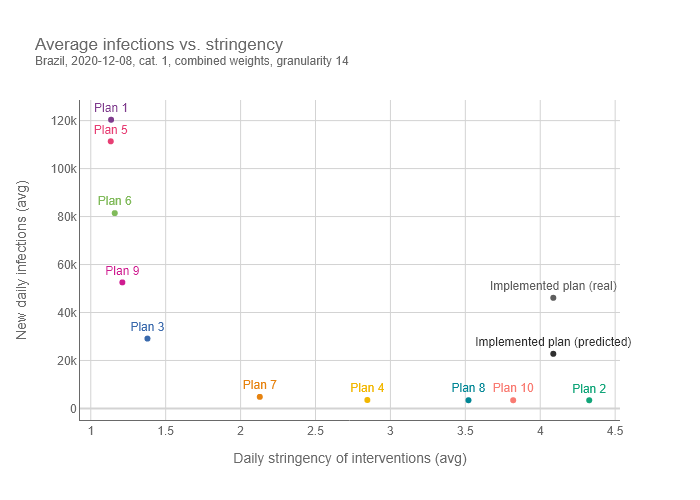 Average infections vs. stringency
Brazil, 2020-12-08, cat. 1, combined weights, granularity 14
New daily infections (avg)
120k
100k
80k
60k
40k
20k
0
Plan 1
Plan 5
Plan 6
Plan 9
Plan 3
Plan 7
Plan 4
Plan 8
Plan 10
Plan 2
Implemented plan (real)
Implemented plan (predicted)
1
1.5
2
2.5
3
3.5
4
4.5
Daily stringency of interventions (avg)